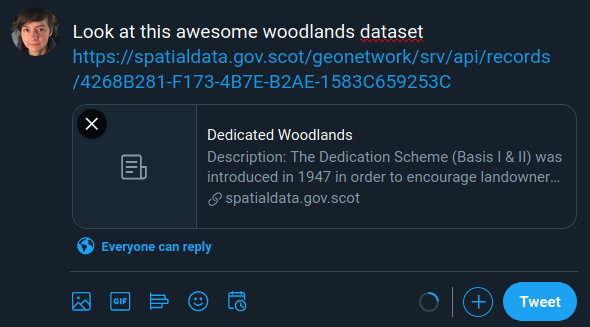 Look at this awesome woodlands dataset
https://spatialdata.gov.scot/geonetwork/srv/api/records
/4268B281-F173-4B7E-B2AE-1583C659253C
Dedicated Woodlands
Description: The Dedication Scheme (Basis I & II) was
introduced in 1947 in order to encourage landowner…
spatialdata.gov.scot
Everyone can reply
GIF
Tweet